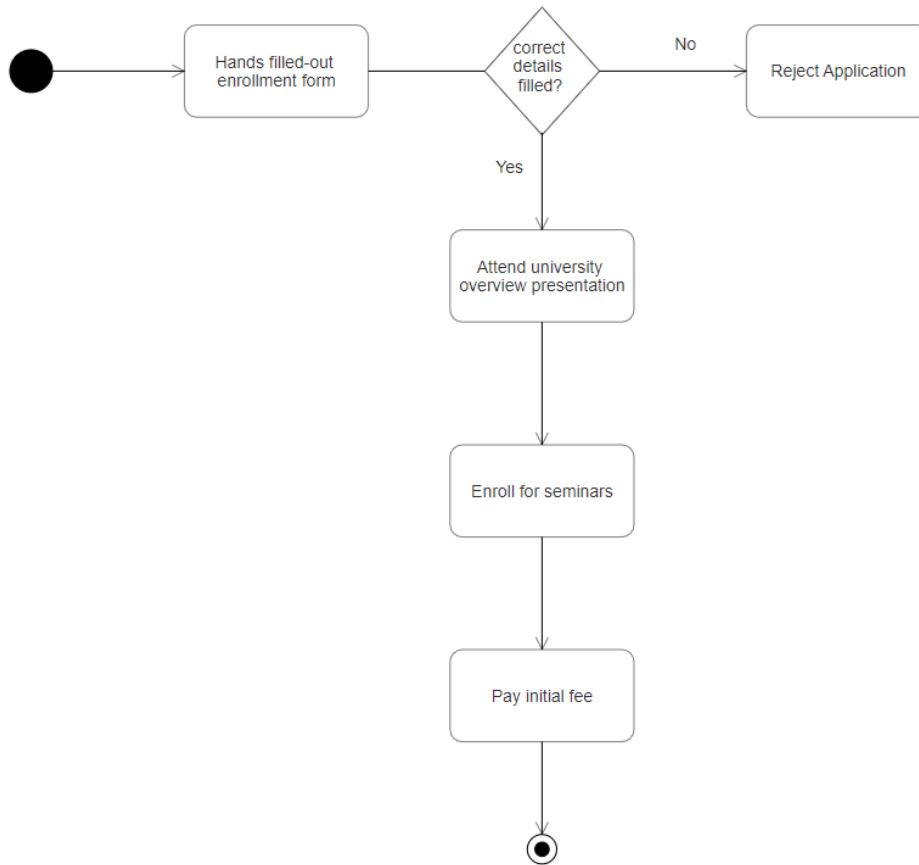 Hands filled-out
enrollment form
correct
details
filled?
No
Reject Application
Yes
Attend university
overview presentation
Enroll for seminars
Pay initial fee